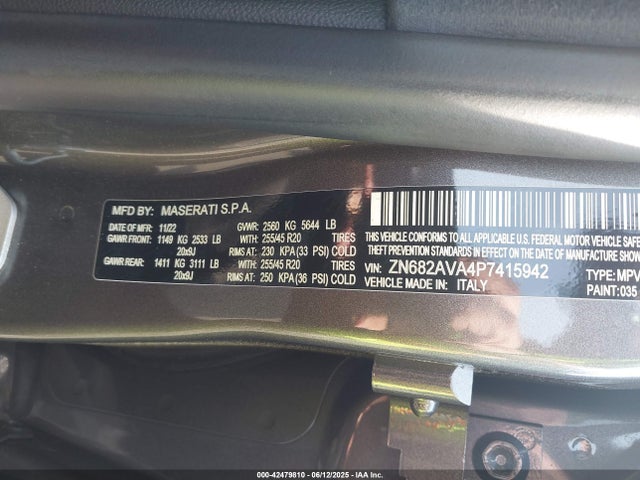 MFD BY: MASERATI S.P.A.
DATE OF MFR: 11/22 GVWR: 2560 KG 5644 LB
GAWR FRONT: 1149 KG 2533 LB WITH: 255/45 R20 TIRES
20x9J RIMS AT: 230 KPA (33 PSI) COLD
GAWR REAR: 1411 KG 3111 LB WITH: 255/45 R20 TIRES
20x9J RIMS AT: 250 KPA (36 PSI) COLD
THIS VEHICLE CONFORMS TO ALL APPLICABLE FEDERAL MOTOR VEHICLE SAFE
THEFT PREVENTION STANDARDS IN EFFECT ON THE DATE OF MANUFACTURE SHOW
VIN: ZN682AVA4P7415942 MPV
VEHICLE MADE IN: ITALY PAINT: 035
000-42479810 - 06/12/2025 - IAAI.COM